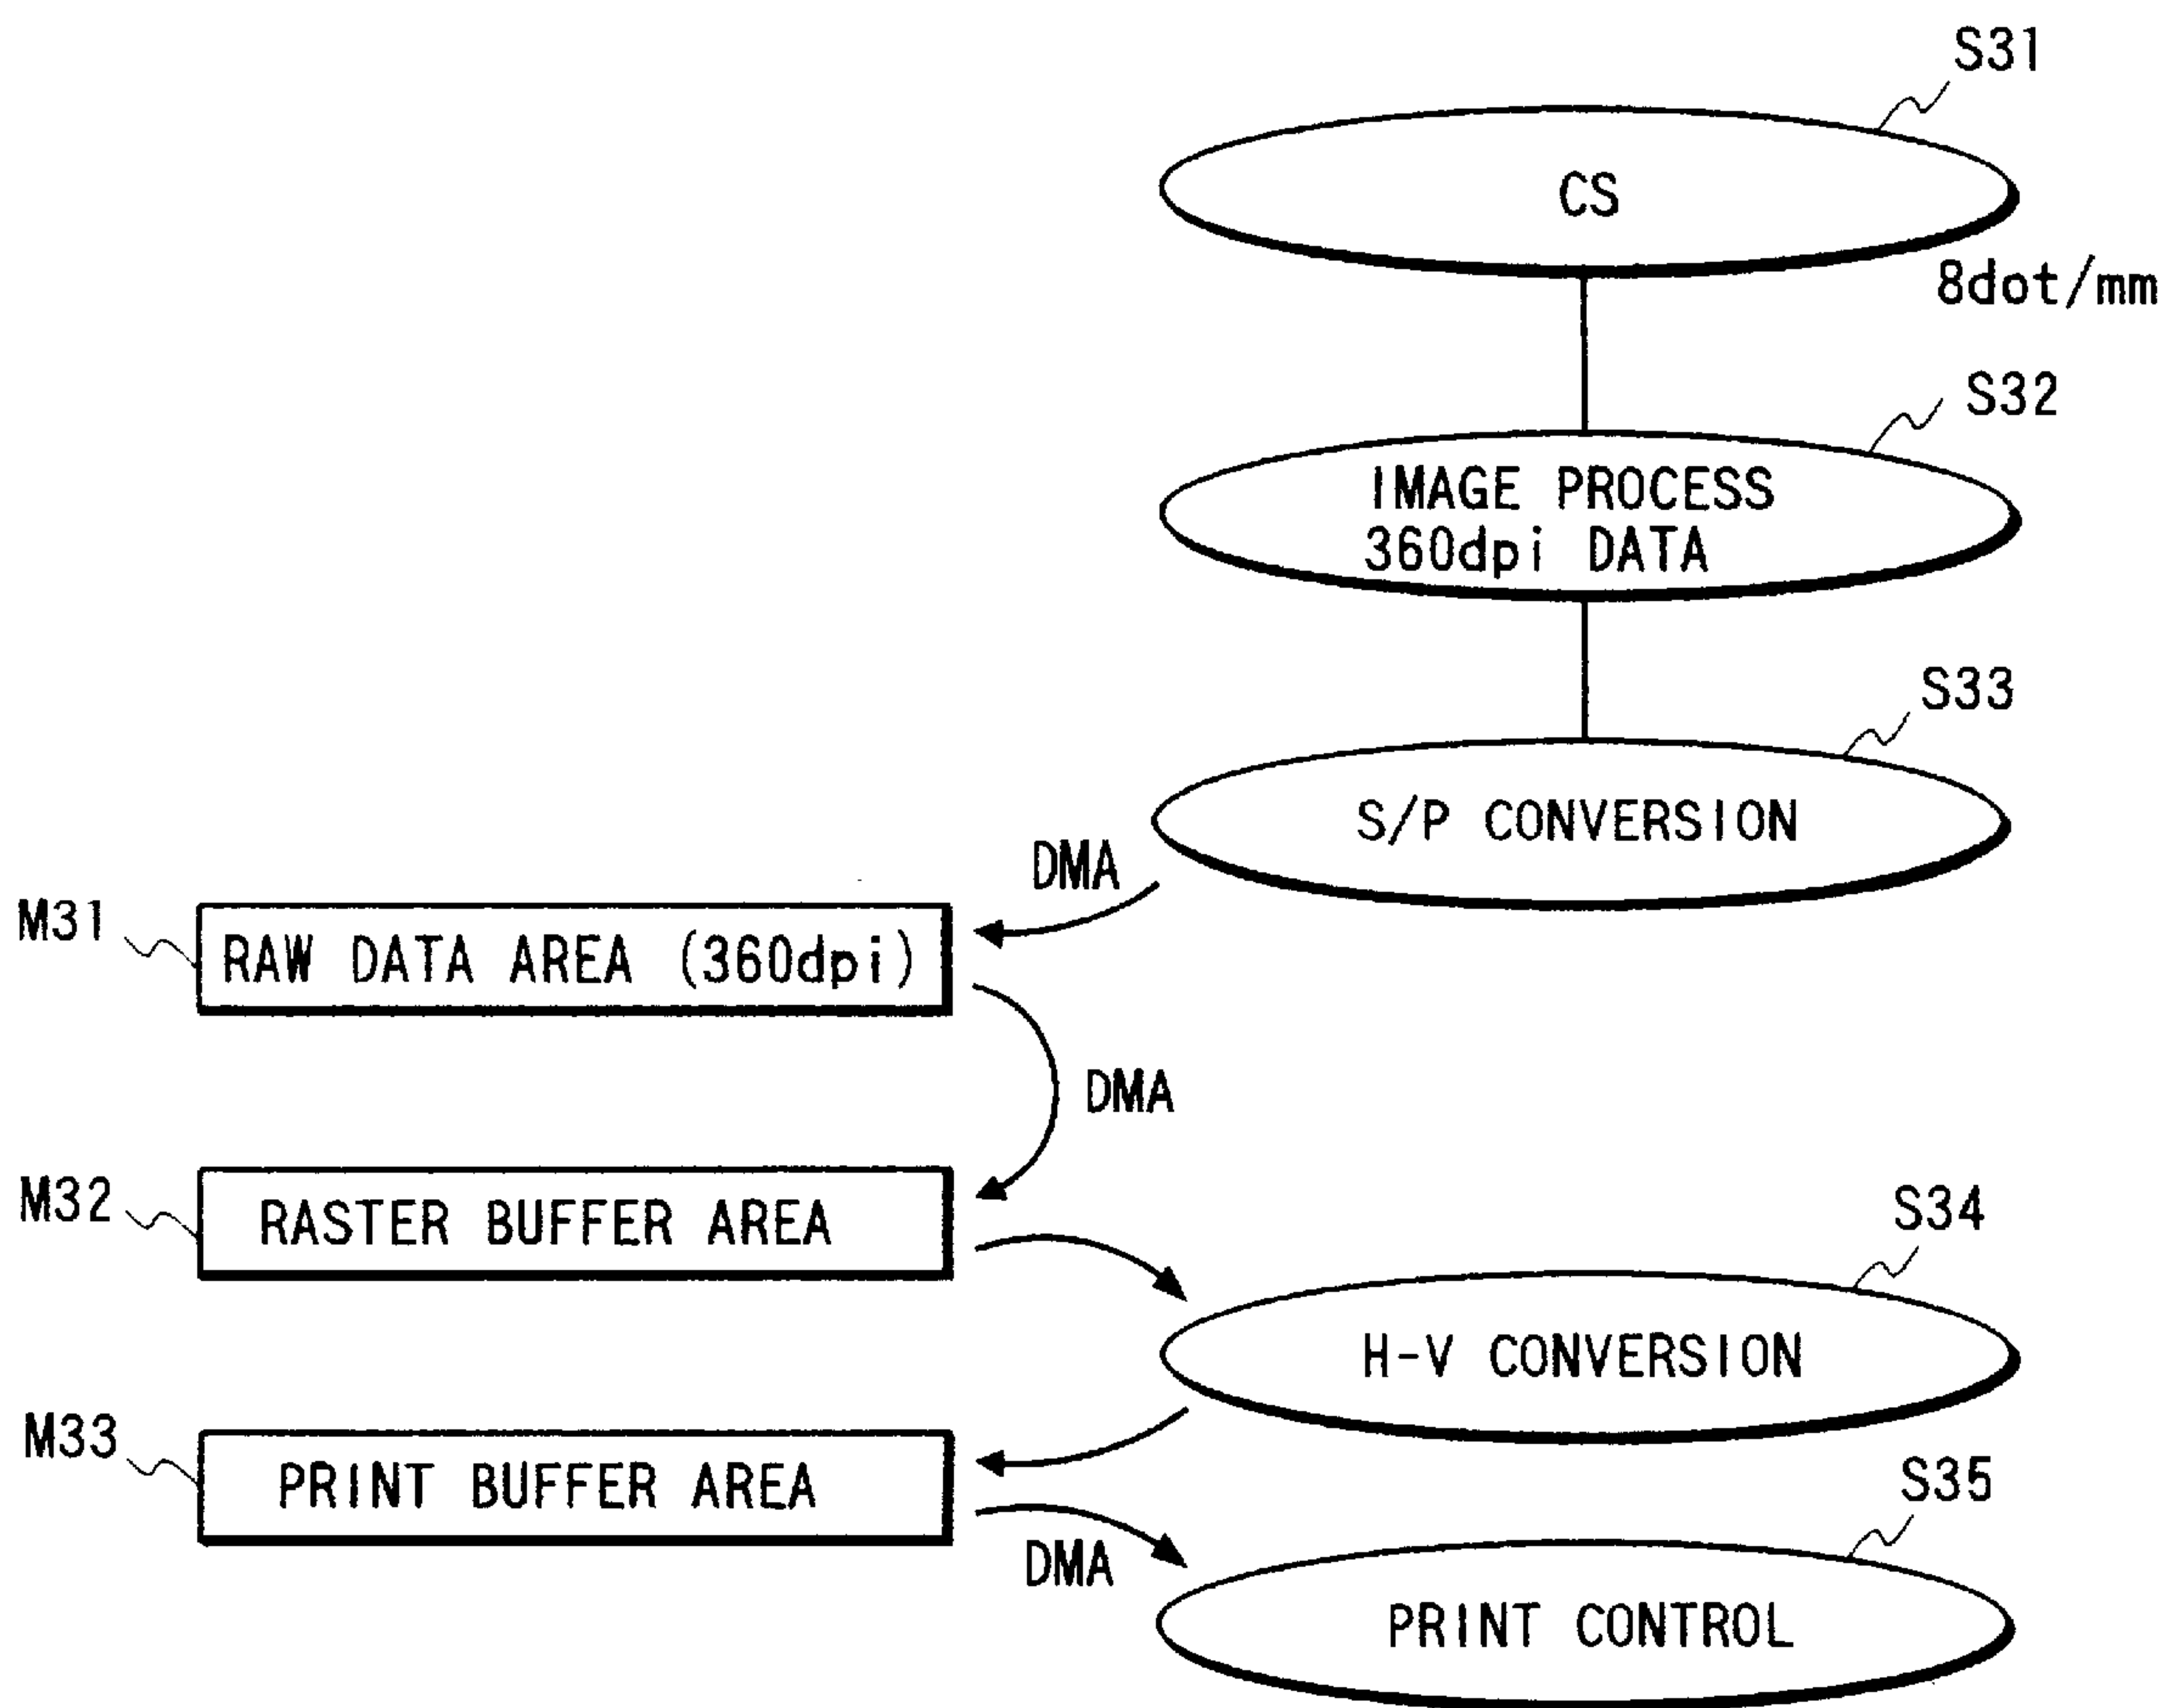 S31
CS
8dot/mm
S32
IMAGE PROCESS
360dpi DATA
S33
S/P CONVERSION
DMA
M31
RAW DATA AREA (360dpi)
DMA
M32
RASTER BUFFER AREA
S34
H-V CONVERSION
M33
PRINT BUFFER AREA
S35
DMA
PRINT CONTROL